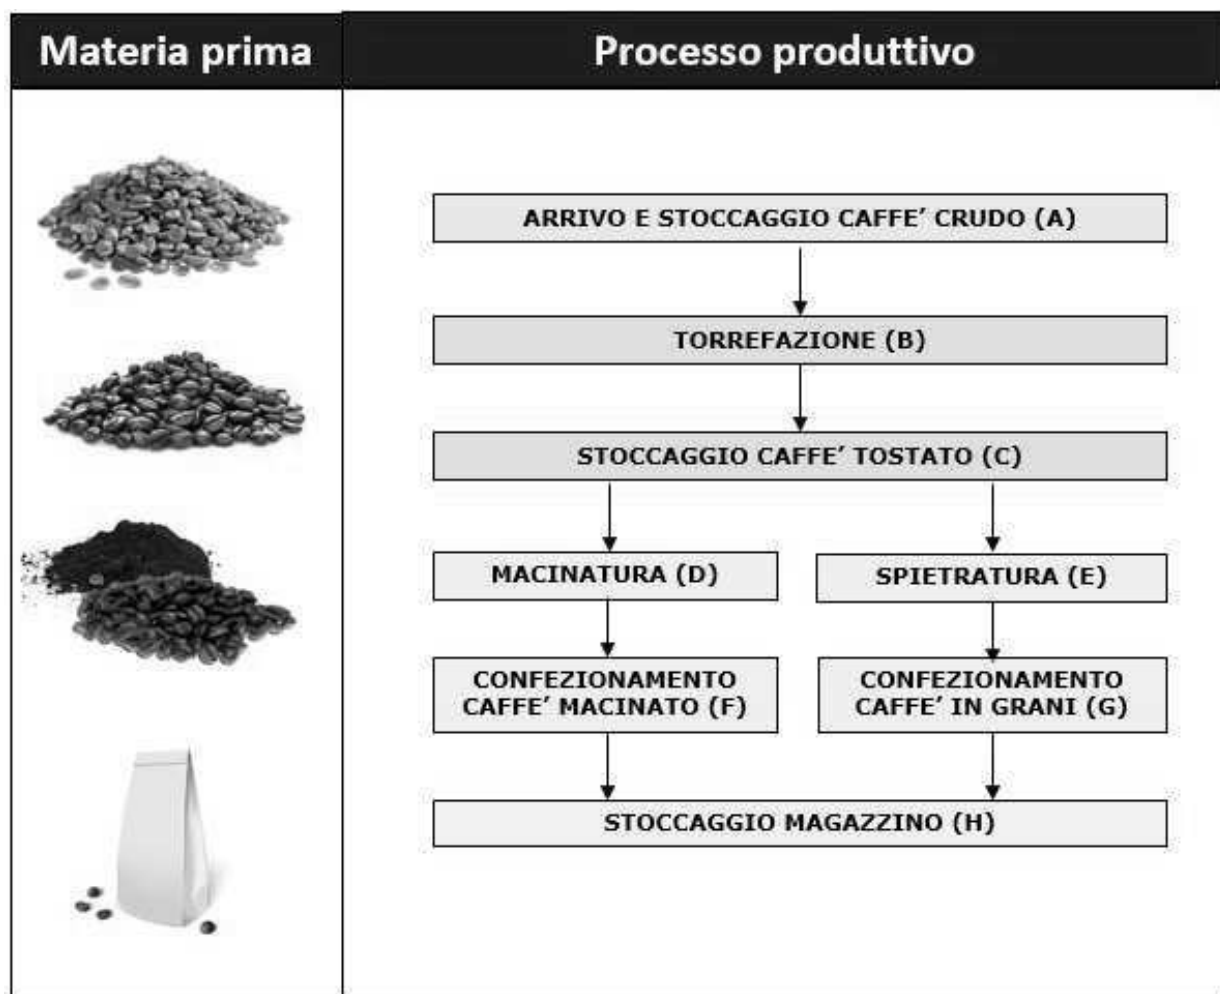 Materia prima
Processo produttivo
ARRIVO E STOCCAGGIO CAFFE’ CRUDO (A)
TORREFAZIONE (B)
STOCCAGGIO CAFFE’ TOSTATO (C)
MACINATURA (D)
SPIETRATURA (E)
CONFEZIONAMENTO
CAFFE’ MACINATO (F)
CONFEZIONAMENTO
CAFFE’ IN GRANI (G)
STOCCAGGIO MAGAZZINO (H)